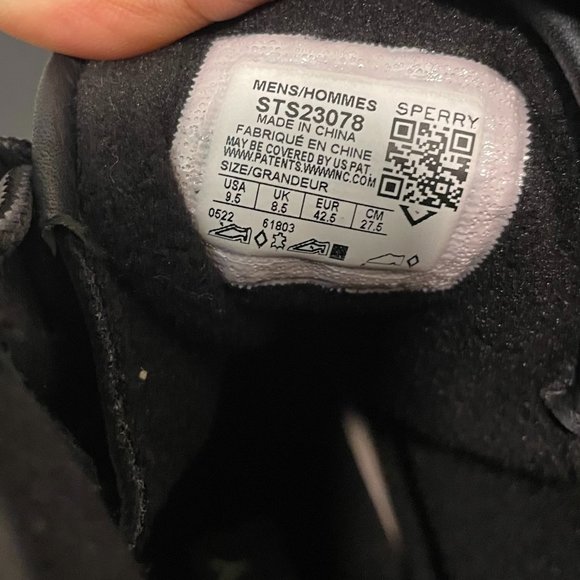 MENS/HOMMES
STS23078
SPERRY
MADE IN CHINA
FABRIQUÉ EN CHINE
MAY BE COVERED BY US PAT.
WWW.PATENTS.WWWINC.COM
SIZE/GRANDEUR
USA UK EUR CM
9.5 8.5 42.5 27.5
0522 61803